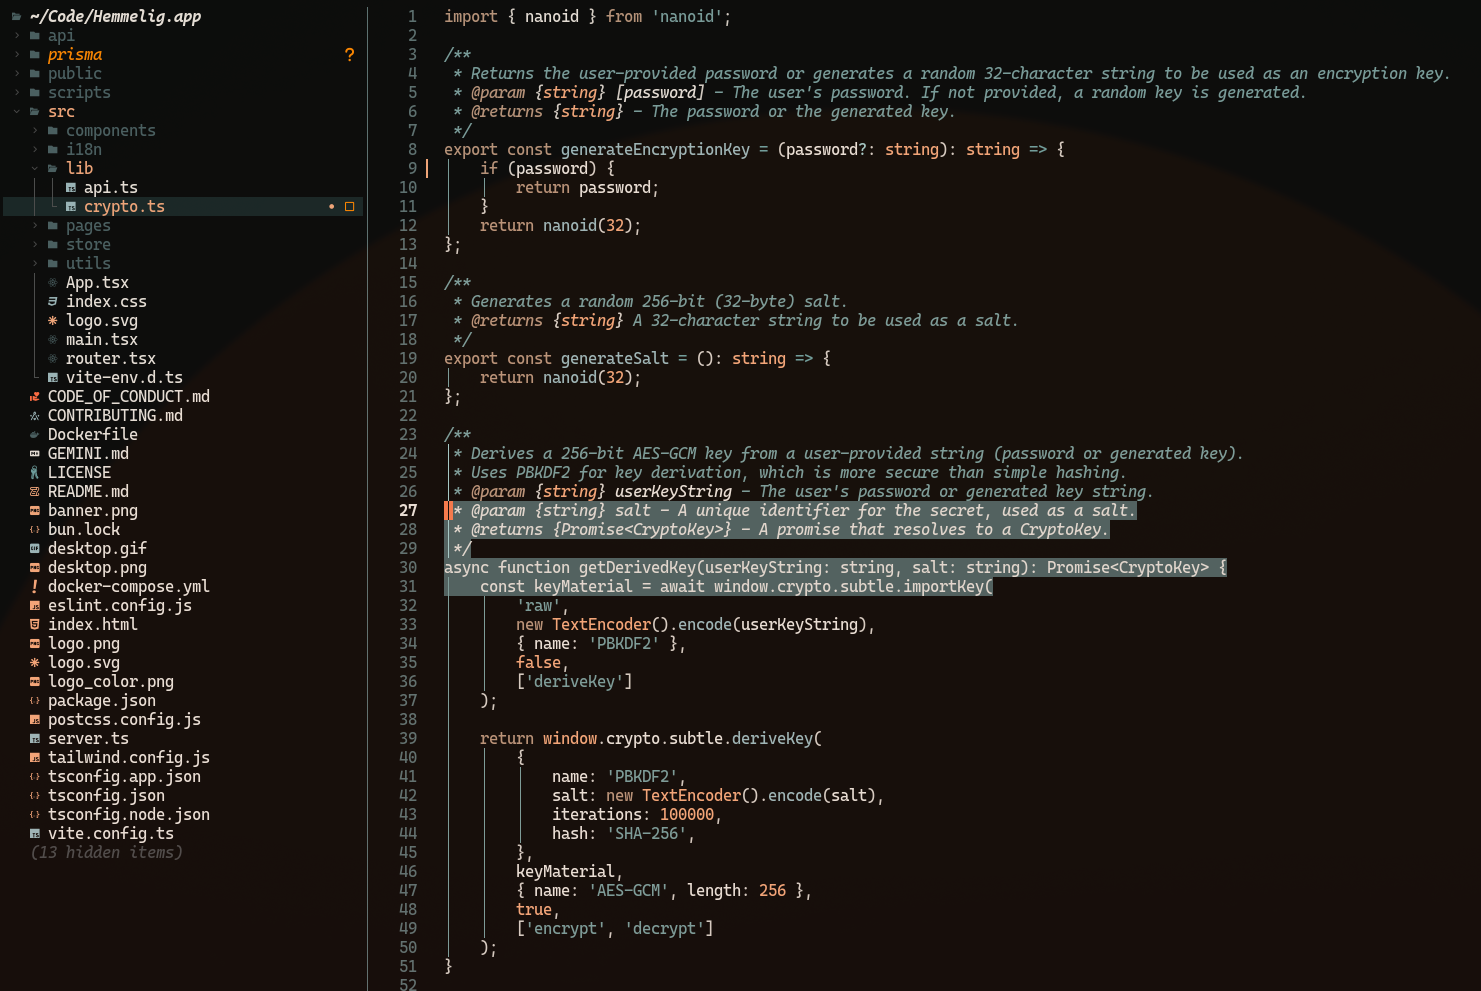 ~/Code/Hemmelig.app
api
prisma ?
public
scripts
src
components
i18n
lib
api.ts
crypto.ts
pages
store
utils
App.tsx
index.css
logo.svg
main.tsx
router.tsx
vite-env.d.ts
CODE_OF_CONDUCT.md
CONTRIBUTING.md
Dockerfile
GEMINI.md
LICENSE
README.md
banner.png
bun.lock
desktop.gif
desktop.png
docker-compose.yml
eslint.config.js
index.html
logo.png
logo.svg
logo_color.png
package.json
postcss.config.js
server.ts
tailwind.config.js
tsconfig.app.json
tsconfig.json
tsconfig.node.json
vite.config.ts
(13 hidden items)
1 import { nanoid } from 'nanoid';
2
3 /**
4  * Returns the user-provided password or generates a random 32-character string to be used as an encryption key.
5  * @param {string} [password] - The user's password. If not provided, a random key is generated.
6  * @returns {string} - The password or the generated key.
7  */
8 export const generateEncryptionKey = (password?: string): string => {
9     if (password) {
10         return password;
11     }
12     return nanoid(32);
13 };
14
15 /**
16  * Generates a random 256-bit (32-byte) salt.
17  * @returns {string} A 32-character string to be used as a salt.
18  */
19 export const generateSalt = (): string => {
20     return nanoid(32);
21 };
22
23 /**
24  * Derives a 256-bit AES-GCM key from a user-provided string (password or generated key).
25  * Uses PBKDF2 for key derivation, which is more secure than simple hashing.
26  * @param {string} userKeyString - The user's password or generated key string.
27  * @param {string} salt - A unique identifier for the secret, used as a salt.
28  * @returns {Promise<CryptoKey>} - A promise that resolves to a CryptoKey.
29  */
30 async function getDerivedKey(userKeyString: string, salt: string): Promise<CryptoKey> {
31     const keyMaterial = await window.crypto.subtle.importKey(
32         'raw',
33         new TextEncoder().encode(userKeyString),
34         { name: 'PBKDF2' },
35         false,
36         ['deriveKey']
37     );
38
39     return window.crypto.subtle.deriveKey(
40         {
41             name: 'PBKDF2',
42             salt: new TextEncoder().encode(salt),
43             iterations: 100000,
44             hash: 'SHA-256',
45         },
46         keyMaterial,
47         { name: 'AES-GCM', length: 256 },
48         true,
49         ['encrypt', 'decrypt']
50     );
51 }
52